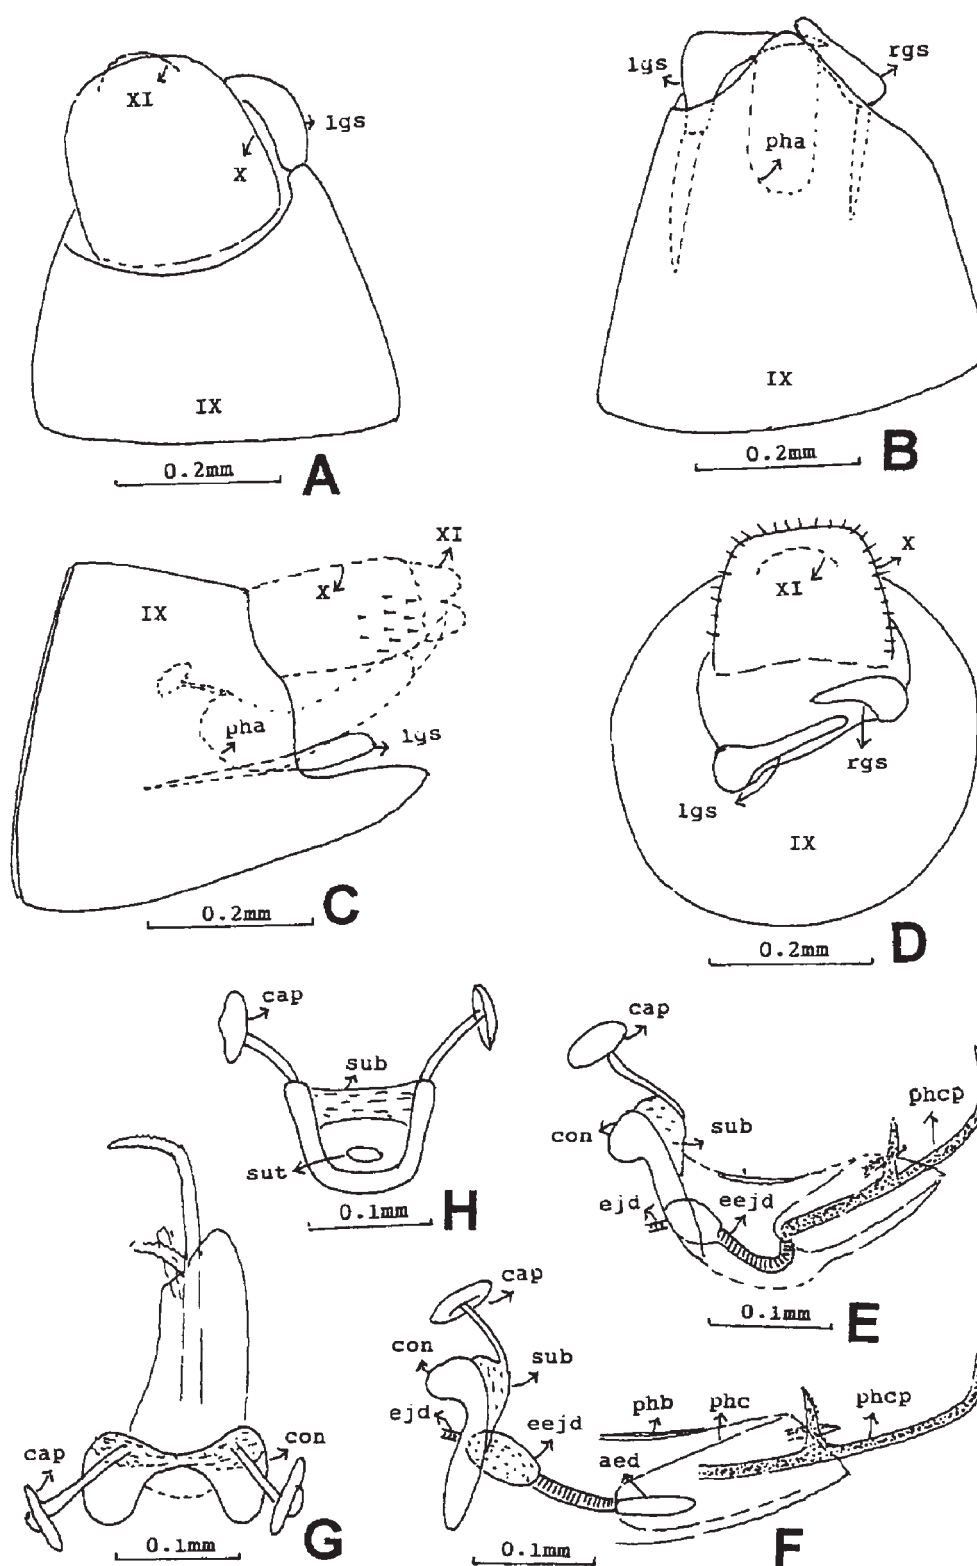 XI
lgs
X
IX
0.2mm
A
lgs
rgs
pha
IX
0.2mm
B
XI
X
IX
pha
lgs
0.2mm
C
X
XI
rgs
lgs
IX
0.2mm
D
cap
sub
sut
0.1mm
H
cap
phcp
con
sub
ejd
eejd
0.1mm
E
cap
con
sub
ejd
eejd
phb
phc
phcp
aed
0.1mm
F
cap
con
0.1mm
G